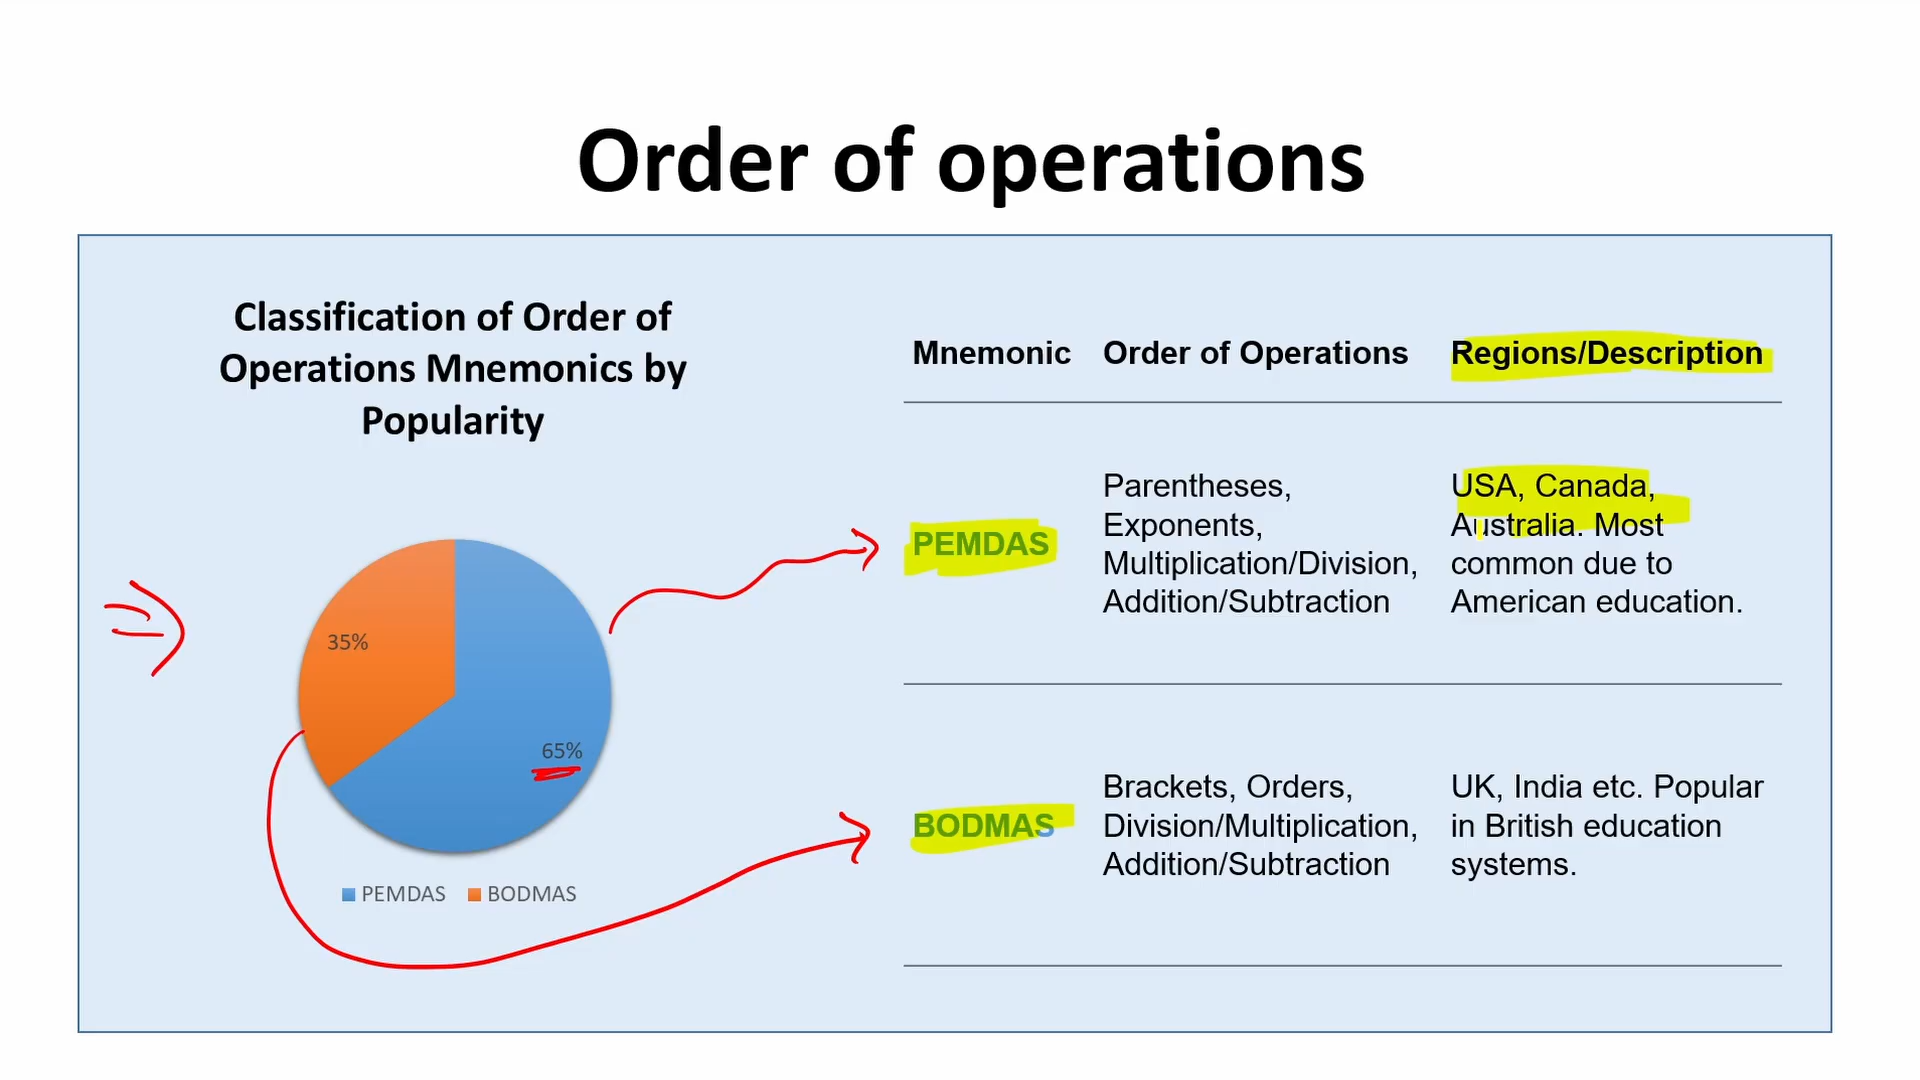 Order of operations
Classification of Order of
Operations Mnemonics by
Popularity
35%
65%
PEMDAS BODMAS
Mnemonic Order of Operations Regions/Description
PEMDAS
Parentheses,
Exponents,
Multiplication/Division,
Addition/Subtraction
USA, Canada,
Australia. Most
common due to
American education.
BODMAS
Brackets, Orders,
Division/Multiplication,
Addition/Subtraction
UK, India etc. Popular
in British education
systems.